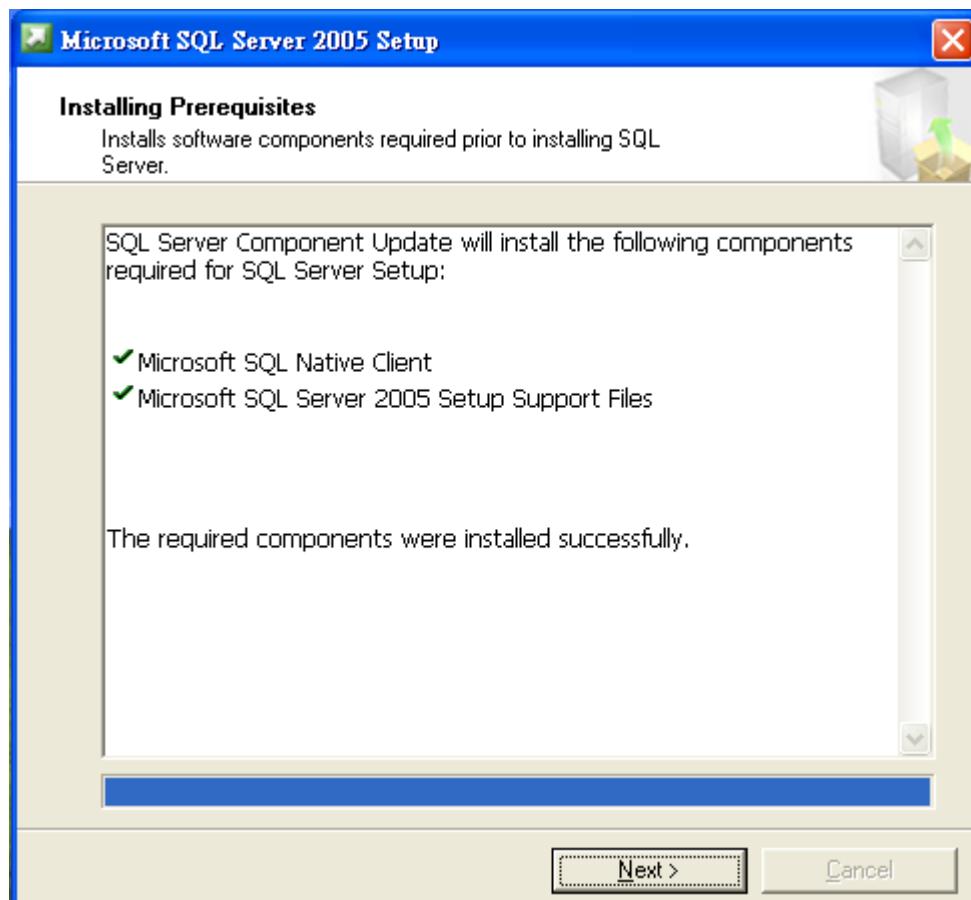 Microsoft SQL Server 2005 Setup
Installing Prerequisites
Installs software components required prior to installing SQL
Server.
SQL Server Component Update will install the following components
required for SQL Server Setup:
Microsoft SQL Native Client
Microsoft SQL Server 2005 Setup Support Files
The required components were installed successfully.
Next >
Cancel